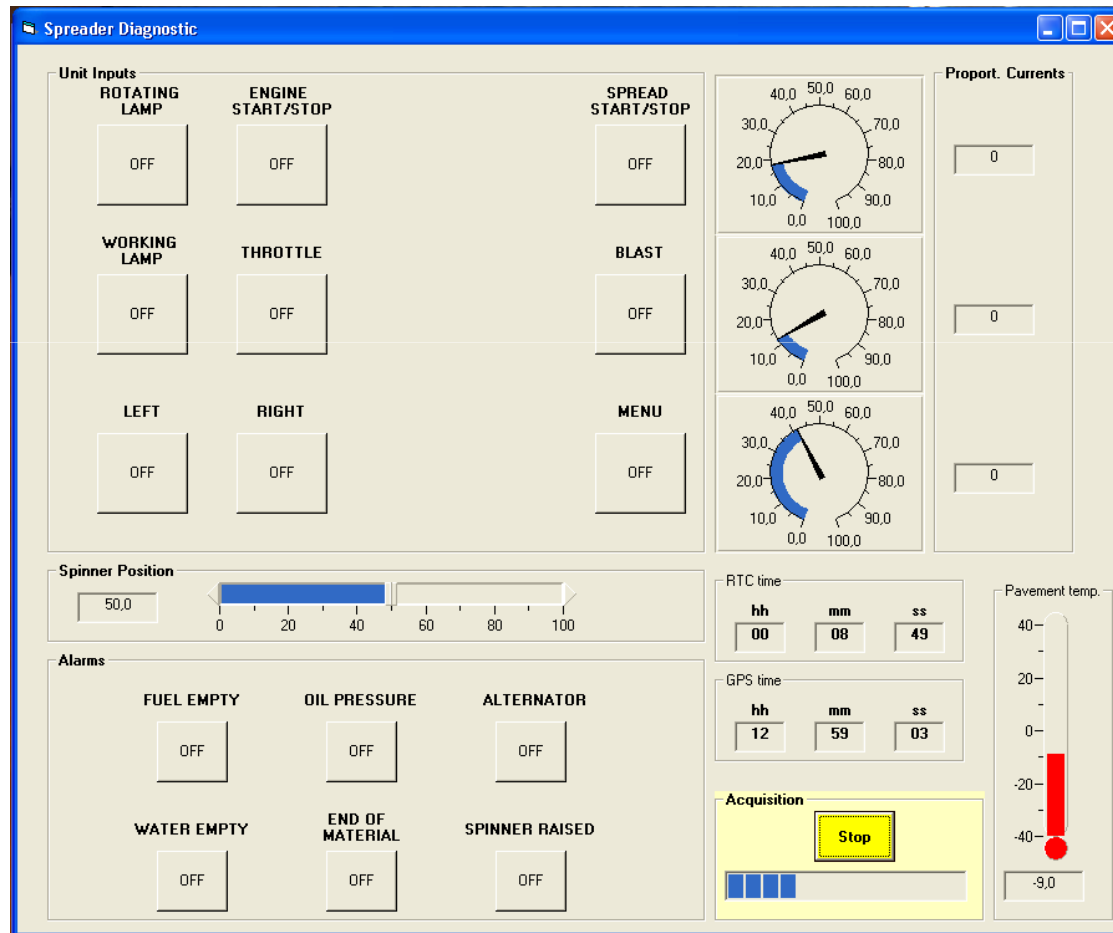 Spreader Diagnostic
Unit Inputs
ROTATING
LAMP
ENGINE
START/STOP
SPREAD
START/STOP
OFF
OFF
OFF
WORKING
LAMP
THROTTLE
BLAST
OFF
OFF
OFF
LEFT
RIGHT
MENU
OFF
OFF
OFF
0,0
10,0
20,0
30,0
40,0
50,0
60,0
70,0
80,0
90,0
100,0
0,0
10,0
20,0
30,0
40,0
50,0
60,0
70,0
80,0
90,0
100,0
0,0
10,0
20,0
30,0
40,0
50,0
60,0
70,0
80,0
90,0
100,0
Proport. Currents
0
0
0
Spinner Position
50,0
0 20 40 60 80 100
Alarms
FUEL EMPTY
OIL PRESSURE
ALTERNATOR
OFF
OFF
OFF
WATER EMPTY
END OF
MATERIAL
SPINNER RAISED
OFF
OFF
OFF
RTC time
hh mm ss
00 08 49
GPS time
hh mm ss
12 59 03
Acquisition
Stop
Pavement temp.
40
20
0
-20
-40
-9,0